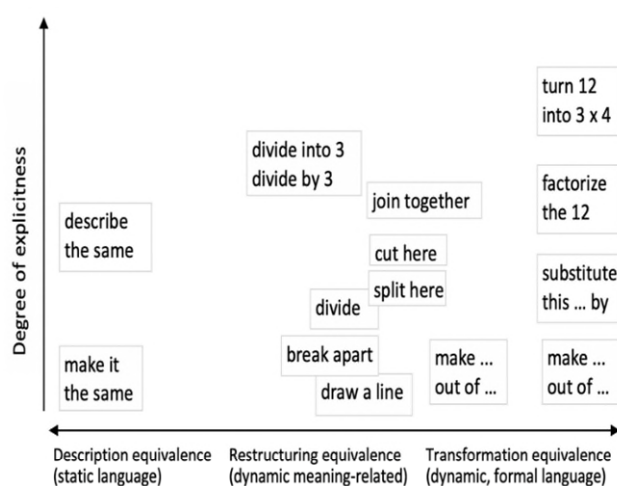 Degree of explicitness
turn 12
into 3 x 4
divide into 3
divide by 3
factorize
the 12
join together
describe
the same
cut here
substitute
this ... by
split here
divide
break apart
make ...
out of ...
make ...
out of ...
make it
the same
draw a line
Description equivalence
(static language)
Restructuring equivalence
(dynamic meaning-related)
Transformation equivalence
(dynamic, formal language)